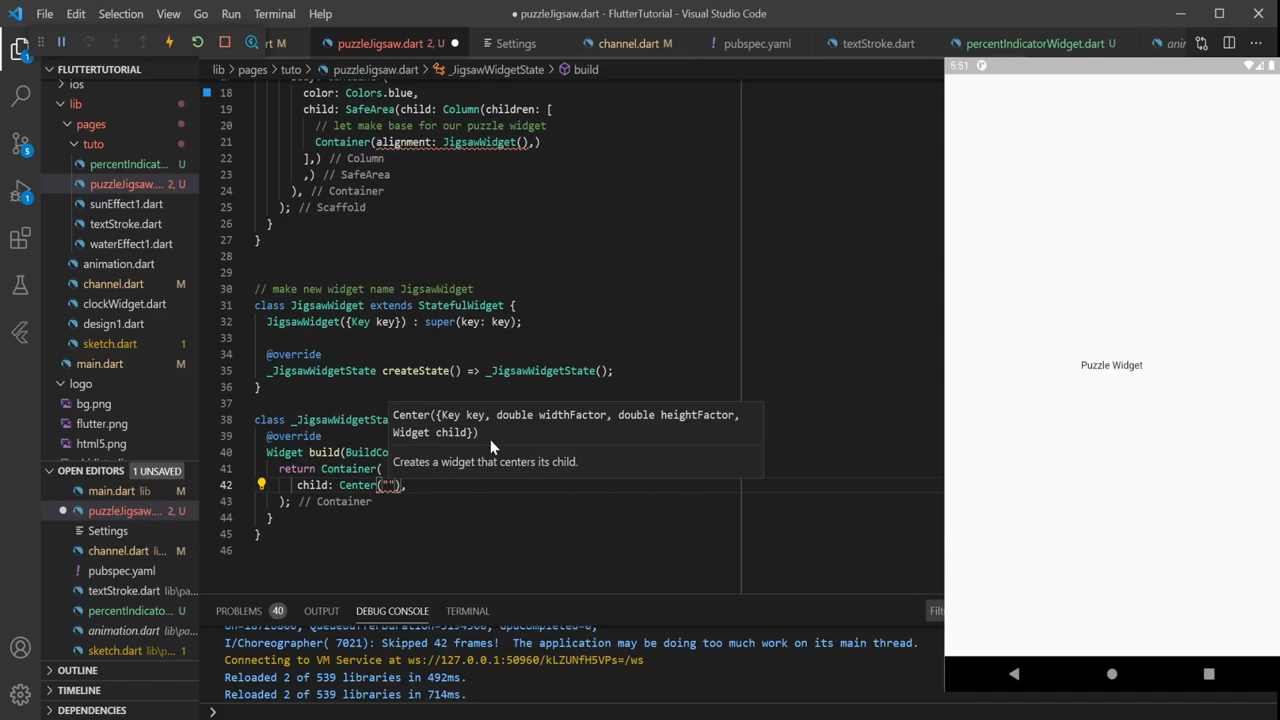 File Edit Selection View Go Run Terminal Help
puzzleJigsaw.dart - FlutterTutorial - Visual Studio Code
puzzleJigsaw.dart 2, U
Settings
channel.dart M
pubspec.yaml
textStroke.dart
percentIndicatorWidget.dart U
FLUTTERTUTORIAL
lib > pages > tuto > puzzleJigsaw.dart > _JigsawWidgetState > build
ios
lib
pages
tuto
percentIndicat... U
puzzleJigsaw.... 2, U
sunEffect1.dart
textStroke.dart
waterEffect1.dart
animation.dart
channel.dart M
clockWidget.dart
design1.dart
sketch.dart 1
main.dart
logo
bg.png
flutter.png
html5.png
OPEN EDITORS 1 UNSAVED
main.dart lib
puzzleJigsaw.... 2, U
Settings
channel.dart li... M
pubspec.yaml
textStroke.dart lib\pa...
percentIndicato... U
animation.dart lib\pa...
sketch.dart lib\p... 1
OUTLINE
TIMELINE
DEPENDENCIES
18 color: Colors.blue,
19 child: SafeArea(child: Column(children: [
20 // let make base for our puzzle widget
21 Container(alignment: JigsawWidget(),)
22 ],) // Column
23 ,) // SafeArea
24 ), // Container
25 ); // Scaffold
26 }
27 }
28
29
30 // make new widget name JigsawWidget
31 class JigsawWidget extends StatefulWidget {
32 JigsawWidget({Key key}) : super(key: key);
33
34 @override
35 _JigsawWidgetState createState() => _JigsawWidgetState();
36 }
37
38 class _JigsawWidgetSta
39 @override
40 Widget build(BuildCo
41 return Container(
42 child: Center(""),
43 ); // Container
44 }
45 }
46
Center({Key key, double widthFactor, double heightFactor,
Widget child})
Creates a widget that centers its child.
PROBLEMS 40 OUTPUT DEBUG CONSOLE TERMINAL
I/Choreographer( 7021): Skipped 42 frames! The application may be doing too much work on its main thread.
Connecting to VM Service at ws://127.0.0.1:50960/kLZUNfH5VPs=/ws
Reloaded 2 of 539 libraries in 492ms.
Reloaded 2 of 539 libraries in 714ms.
5:51
Puzzle Widget